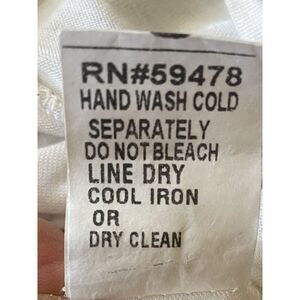 RN#59478
HAND WASH COLD
SEPARATELY
DO NOT BLEACH
LINE DRY
COOL IRON
OR
DRY CLEAN